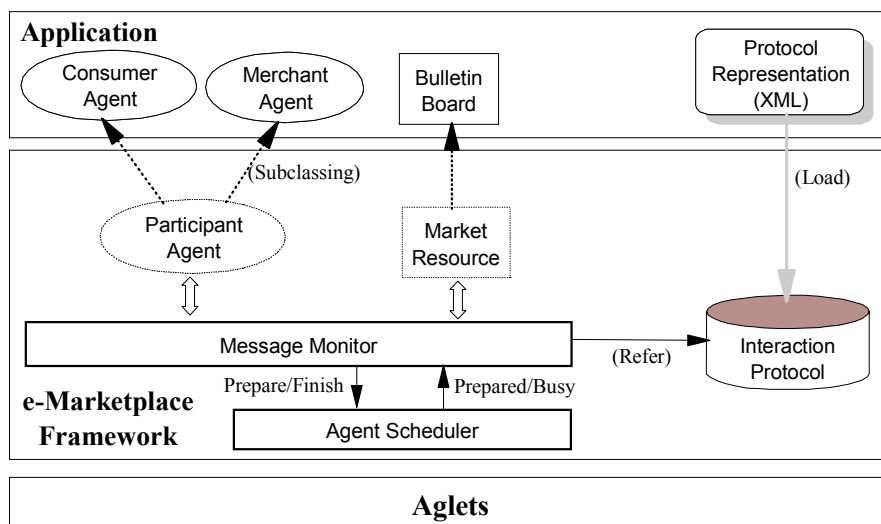 Application
Consumer
Agent
Merchant
Agent
Bulletin
Board
Protocol
Representation
(XML)
(Subclassing)
(Load)
Participant
Agent
Market
Resource
Message Monitor
(Refer)
Interaction
Protocol
Prepare/Finish
Prepared/Busy
e-Marketplace
Framework
Agent Scheduler
Aglets